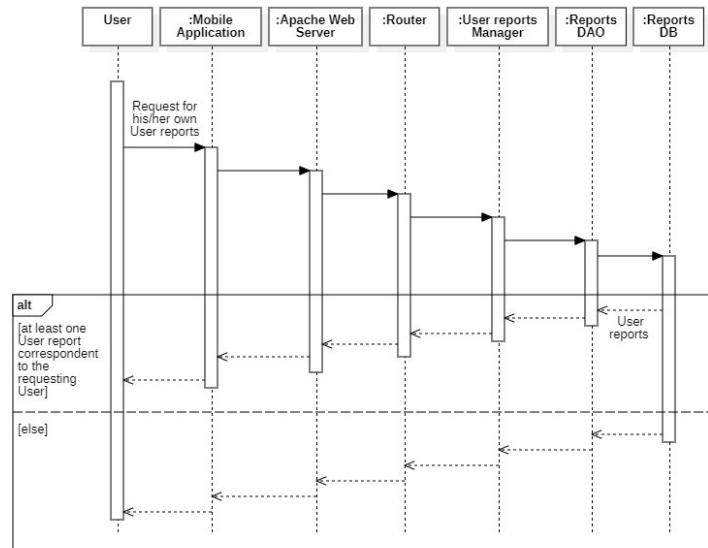 User
:Mobile
Application
:Apache Web
Server
:Router
:User reports
Manager
:Reports
DAO
:Reports
DB
Request for
his/her own
User reports
alt
[at least one
User report
correspondent
to the
requesting
User]
User
reports
[else]